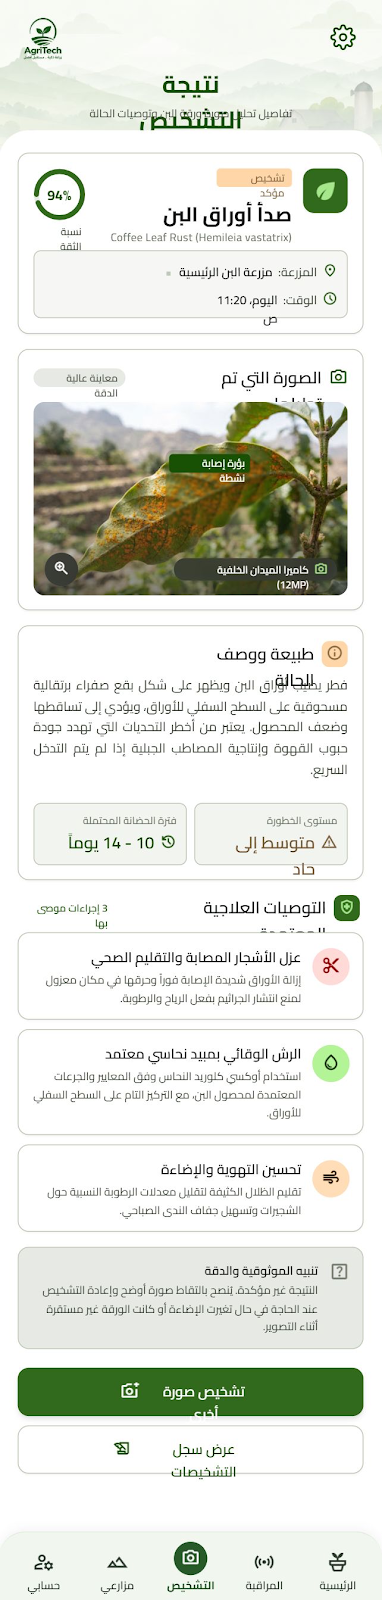 AgriTech
نتيجة
التشخيص
تفاصيل تحليل صورة ورقة البن وتوصيات الحالة
94%
نسبة
الثقة
تشخيص
مؤكد
صدأ أوراق البن
Coffee Leaf Rust (Hemileia vastatrix)
المزرعة: مزرعة البن الرئيسية
الوقت: اليوم، 11:20
ص
الصورة التي تم
معاينة عالية
الدقة
بؤرة إصابة
نشطة
كاميرا الميدان الخلفية
(12MP)
طبيعة ووصف
الحالة
فطر يصيب أوراق البن ويظهر على شكل بقع صفراء برتقالية
مسحوقية على السطح السفلي للأوراق، ويؤدي إلى تساقطها
وضعف المحصول. يعتبر من أخطر التحديات التي تهدد جودة
حبوب القهوة وإنتاجية المصاطب الجبلية إذا لم يتم التدخل
السريع.
مستوى الخطورة
متوسط إلى
حاد
فترة الحضانة المحتملة
10 - 14 يوماً
التوصيات العلاجية
3 إجراءات موصى
بها
عزل الأشجار المصابة والتقليم الصحي
إزالة الأوراق شديدة الإصابة فوراً وحرقها في مكان معزول
لمنع انتشار الجراثيم بفعل الرياح والرطوبة.
الرش الوقائي بمبيد نحاسي معتمد
استخدام أوكسي كلوريد النحاس وفق المعايير والجرعات
المعتمدة لمحصول البن، مع التركيز التام على السطح السفلي
للأوراق.
تحسين التهوية والإضاءة
تقليم الظلال الكثيفة لتقليل معدلات الرطوبة النسبية حول
الشجيرات وتسهيل جفاف الندى الصباحي.
تنبيه الموثوقية والدقة
النتيجة غير مؤكدة. يُنصح بالتقاط صورة أوضح وإعادة التشخيص
عند الحاجة في حال تغيرت الإضاءة أو كانت الورقة غير مستقرة
أثناء التصوير.
تشخيص صورة
أخرى
عرض سجل
التشخيصات
الرئيسية
المراقبة
التشخيص
مزارعي
حسابي